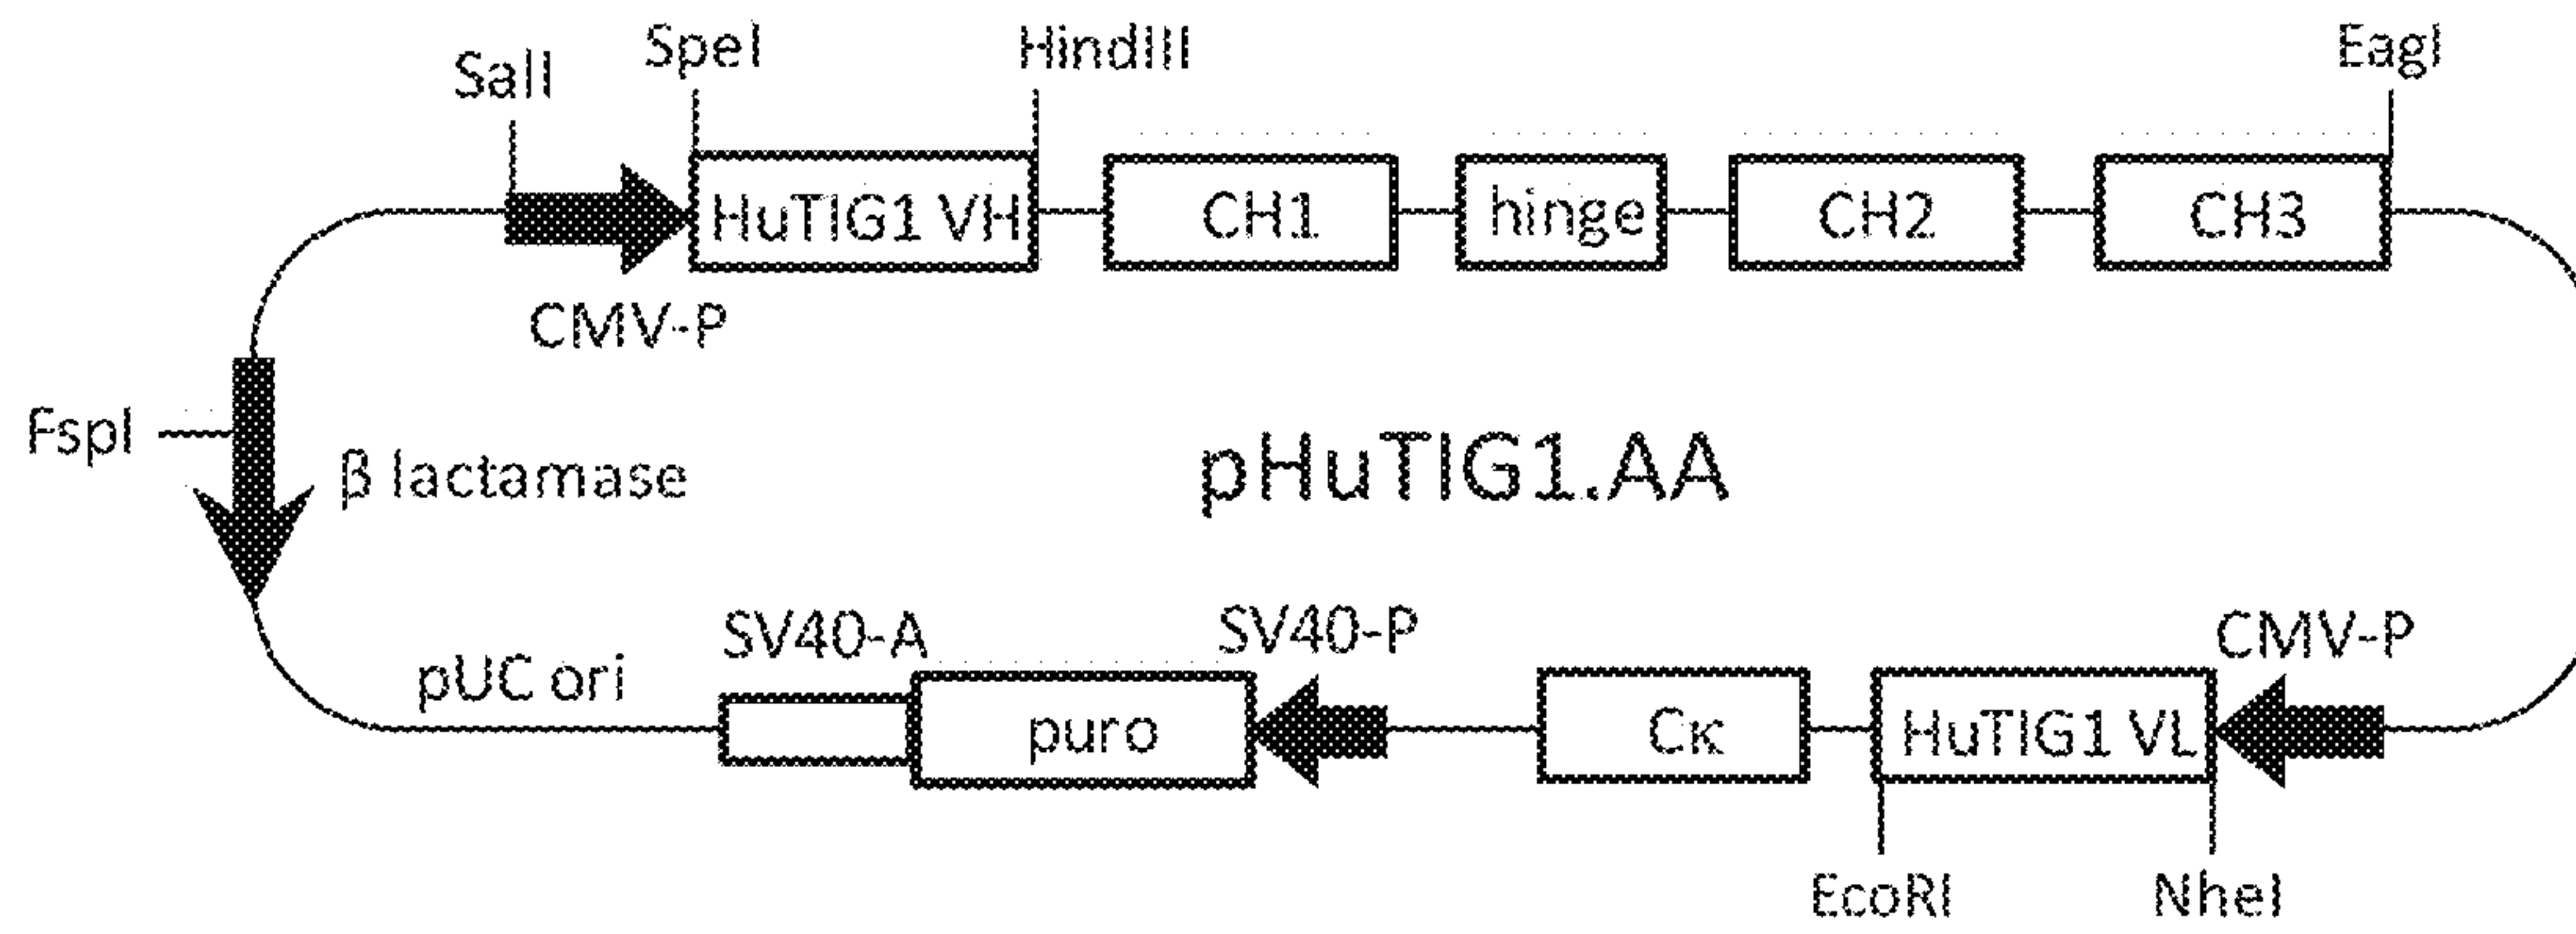 SalI
SpeI
HindIII
EagI
HuTIG1 VH
CH1
hinge
CH2
CH3
CMV-P
FspI
β lactamase
pHuTIG1.AA
pUC ori
SV40-A
SV40-P
CMV-P
puro
Cκ
HuTIG1 VL
EcoRI
NheI